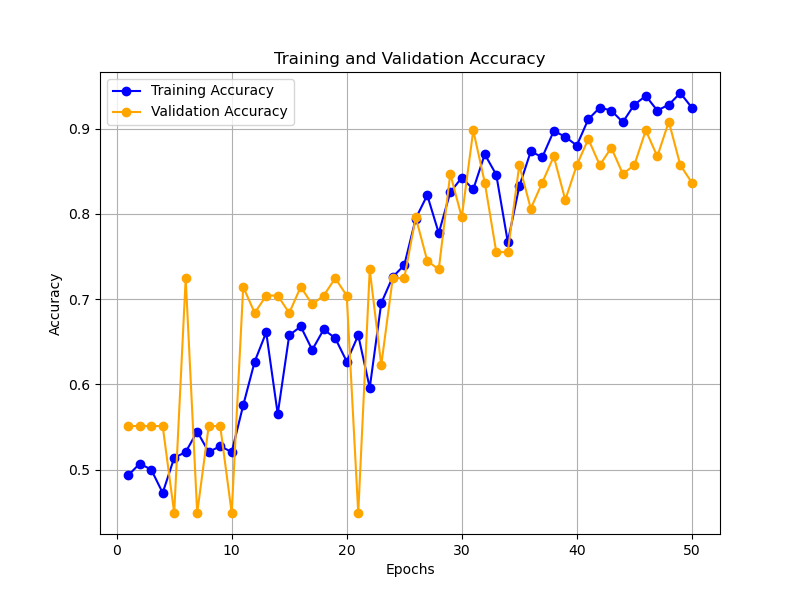 Training and Validation Accuracy
Training Accuracy
Validation Accuracy
0.9
0.8
0.7
0.6
0.5
Accuracy
0
10
20
30
40
50
Epochs